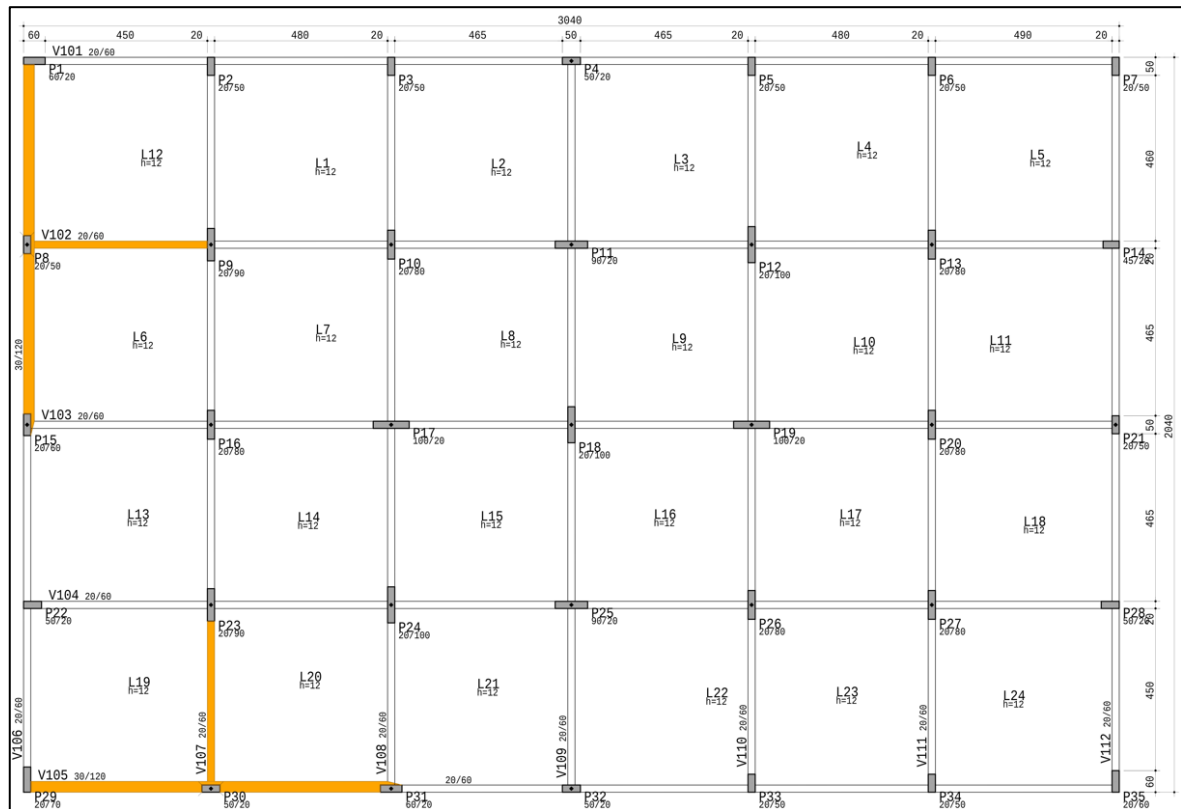 3040
60 450 20 480 20 465 50 465 20 480 20 490 20
V101 20/60
P1 P2 P3 P4 P5 P6 P7
60/20 20/50 20/50 50/20 20/50 20/50 20/50
50
L12 L1 L2 L3 L4 L5
h=12 h=12 h=12 h=12 h=12 h=12
460
V102 20/60
P8 P9 P10 P11 P12 P13 P14
20/50 20/90 20/80 90/20 20/100 20/80 45/20
20
L6 L7 L8 L9 L10 L11
h=12 h=12 h=12 h=12 h=12 h=12
30/120
465
V103 20/60
P15 P16 P17 P18 P19 P20 P21
20/60 20/80 100/20 20/100 100/20 20/80 20/50
50
2040
L13 L14 L15 L16 L17 L18
h=12 h=12 h=12 h=12 h=12 h=12
465
V104 20/60
P22 P23 P24 P25 P26 P27 P28
50/20 20/90 20/100 90/20 20/80 20/80 50/20
20
L19 L20 L21 L22 L23 L24
h=12 h=12 h=12 h=12 h=12 h=12
450
V106 20/60
V107 20/60
V108 20/60
V109 20/60
V110 20/60
V111 20/60
V112 20/60
V105 30/120
20/60
60
P29 P30 P31 P32 P33 P34 P35
20/70 50/20 60/20 50/20 20/50 20/50 20/60